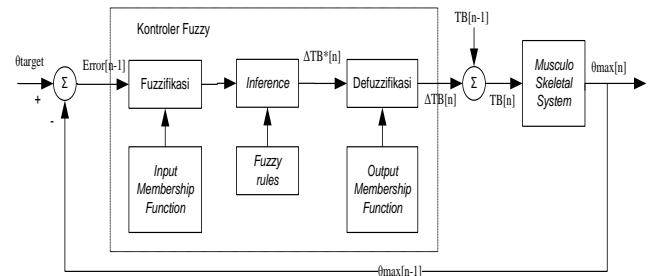 Kontroler Fuzzy
TB[n-1]
θtarget
Error[n-1]
ΔTB*[n]
θmax[n]
Σ
+
-
Fuzzifikasi
Inference
Defuzzifikasi
ΔTB[n]
Σ
TB[n]
Musculo
Skeletal
System
Input
Membership
Function
Fuzzy
rules
Output
Membership
Function
θmax[n-1]